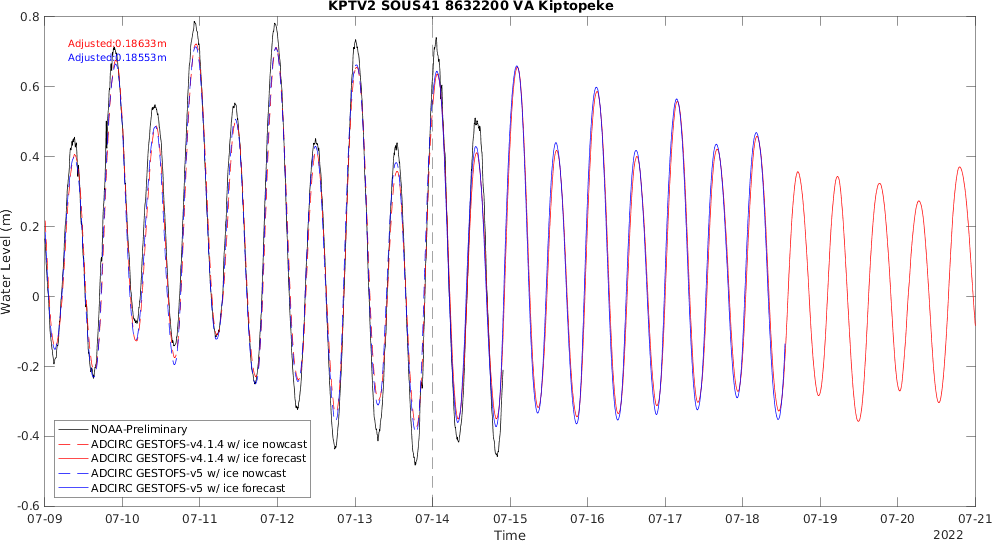 KPTV2 SOUS41 8632200 VA Kiptopeke
Adjusted:0.18633m
Adjusted:0.18553m
0.8
0.6
0.4
0.2
0
-0.2
-0.4
-0.6
Water Level (m)
NOAA-Preliminary
ADCIRC GESTOFS-v4.1.4 w/ ice nowcast
ADCIRC GESTOFS-v4.1.4 w/ ice forecast
ADCIRC GESTOFS-v5 w/ ice nowcast
ADCIRC GESTOFS-v5 w/ ice forecast
07-09 07-10 07-11 07-12 07-13 07-14 07-15 07-16 07-17 07-18 07-19 07-20 07-21
Time
2022